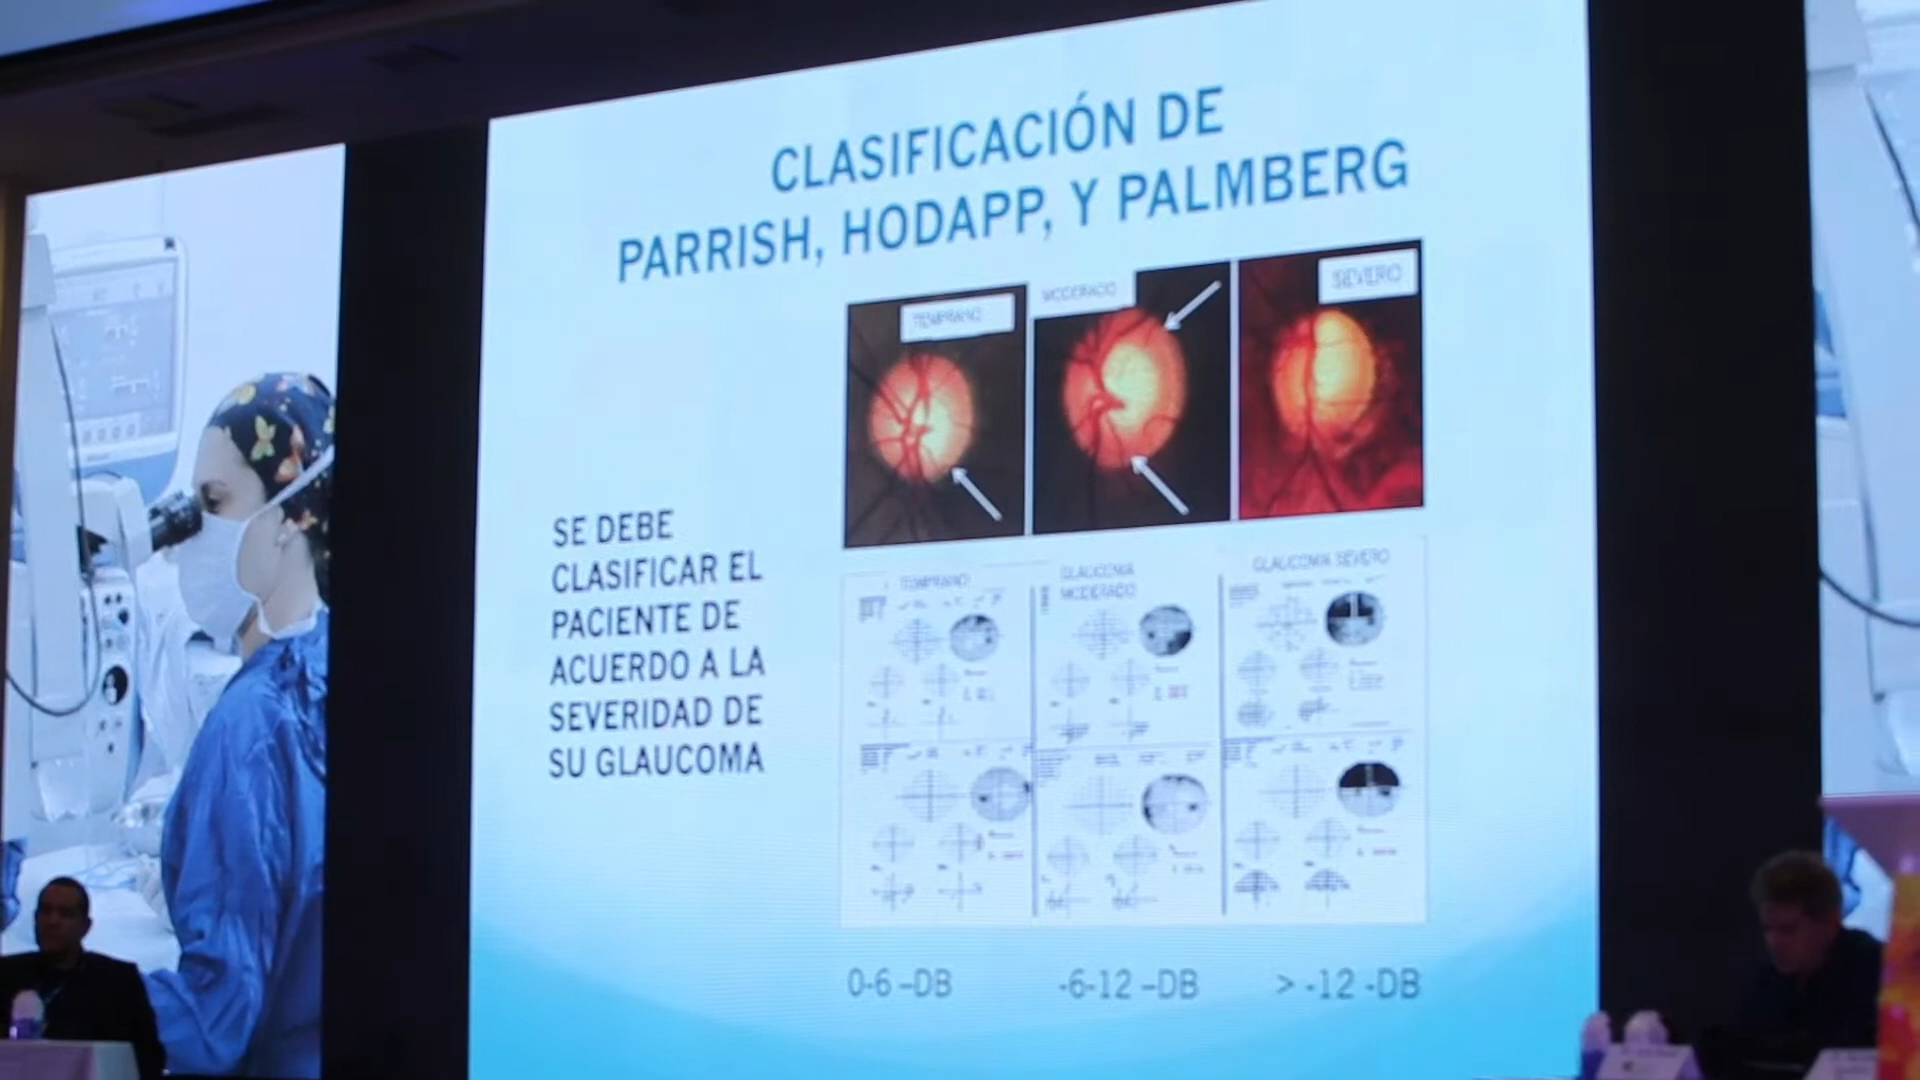 CLASIFICACIÓN DE
PARRISH, HODAPP, Y PALMBERG
TEMPRANO
MODERADO
SEVERO
SE DEBE
CLASIFICAR EL
PACIENTE DE
ACUERDO A LA
SEVERIDAD DE
SU GLAUCOMA
TEMPRANO
GLAUCOMA
MODERADO
GLAUCOMA SEVERO
0-6 –DB
-6-12 –DB
> -12 -DB